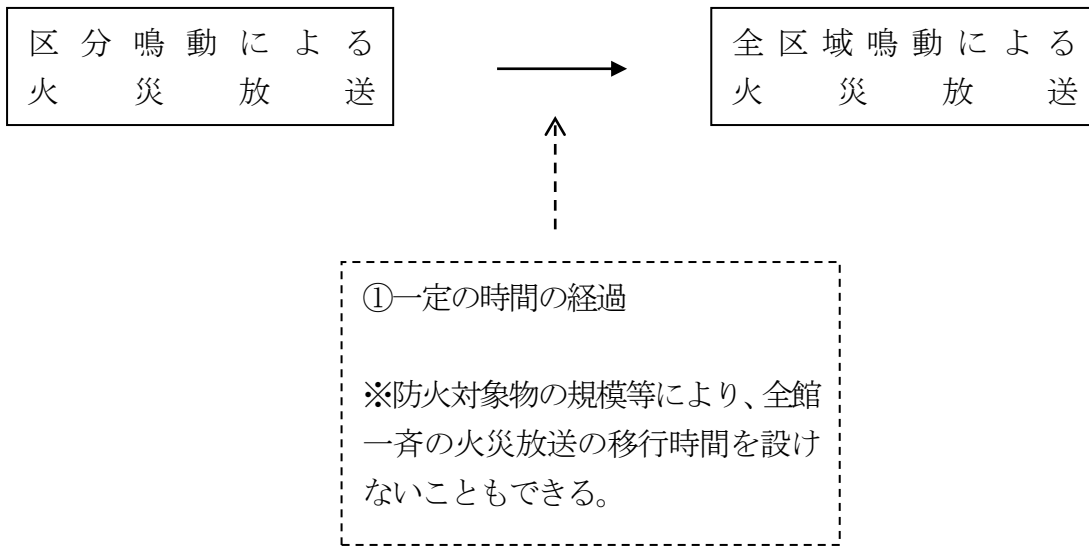 区分鳴動による
火災放送
全区域鳴動による
火災放送
①一定の時間の経過
※防火対象物の規模等により、全館
一斉の火災放送の移行時間を設け
ないこともできる。